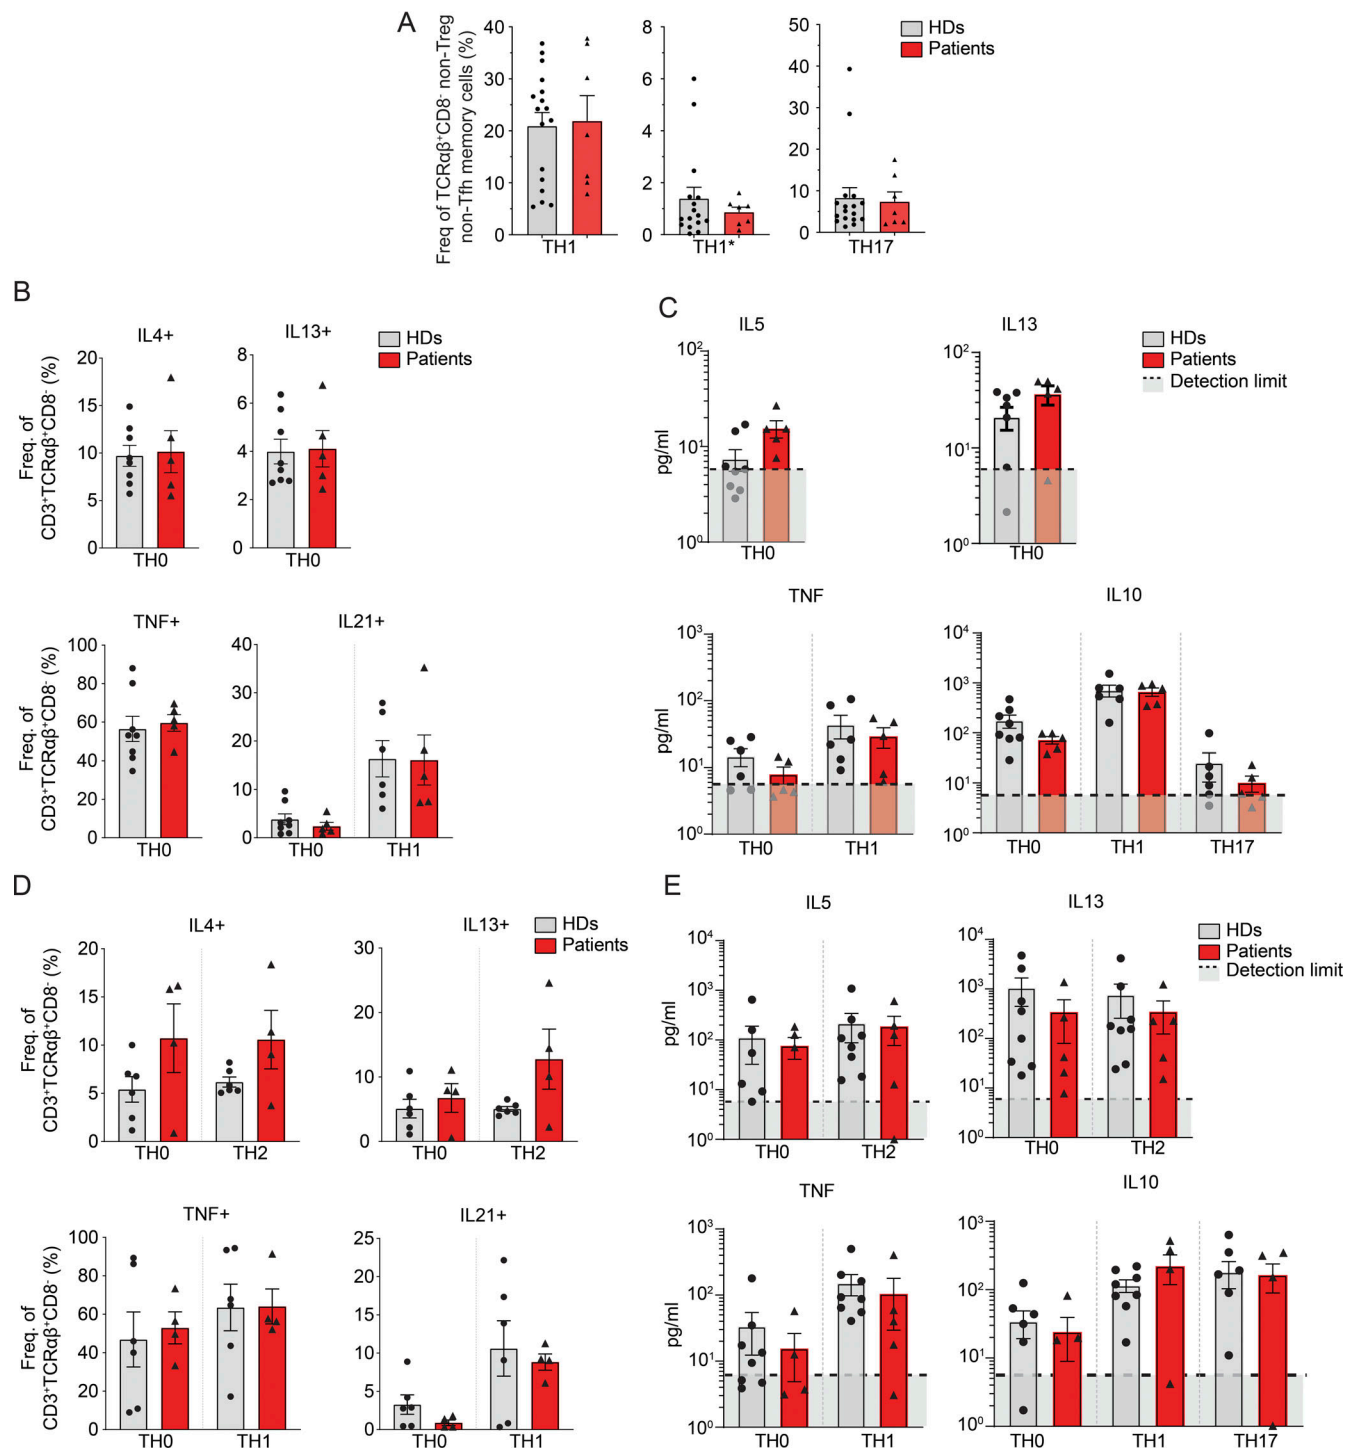 A
Freq of TCRαβ⁺CD8⁻ non-Treg
non-Tfh memory cells (%)
40
30
20
10
0
TH1
8
6
4
2
0
TH1*
50
40
30
20
10
0
TH17
HDs
Patients
B
IL4+
IL13+
HDs
Patients
Freq. of
CD3⁺TCRαβ⁺CD8⁻ (%)
20
15
10
5
0
TH0
8
6
4
2
0
TH0
TNF+
IL21+
Freq. of
CD3⁺TCRαβ⁺CD8⁻ (%)
100
80
60
40
20
0
TH0
40
30
20
10
0
TH0
TH1
C
IL5
IL13
HDs
Patients
Detection limit
pg/ml
10²
10¹
10⁰
TH0
10²
10¹
10⁰
TH0
TNF
IL10
pg/ml
10³
10²
10¹
10⁰
TH0
TH1
10⁴
10³
10²
10¹
10⁰
TH0
TH1
TH17
D
IL4+
IL13+
HDs
Patients
Freq. of
CD3⁺TCRαβ⁺CD8⁻ (%)
20
15
10
5
0
TH0
TH2
30
20
10
0
TH0
TH2
TNF+
IL21+
Freq. of
CD3⁺TCRαβ⁺CD8⁻ (%)
100
80
60
40
20
0
TH0
TH1
25
20
15
10
5
0
TH0
TH1
E
IL5
IL13
HDs
Patients
Detection limit
pg/ml
10⁴
10³
10²
10¹
10⁰
TH0
TH2
10⁴
10³
10²
10¹
10⁰
TH0
TH2
TNF
IL10
pg/ml
10³
10²
10¹
10⁰
TH0
TH1
10³
10²
10¹
10⁰
TH0
TH1
TH17